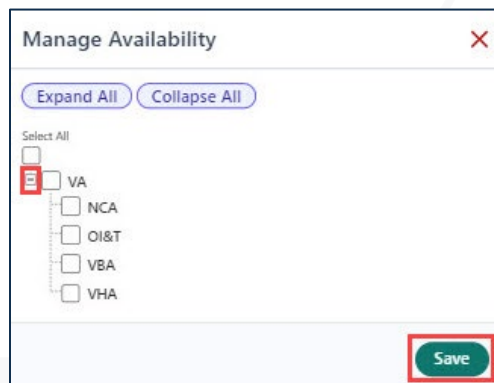 Manage Availability
Expand All Collapse All
Select All
VA
NCA
OI&T
VBA
VHA
Save